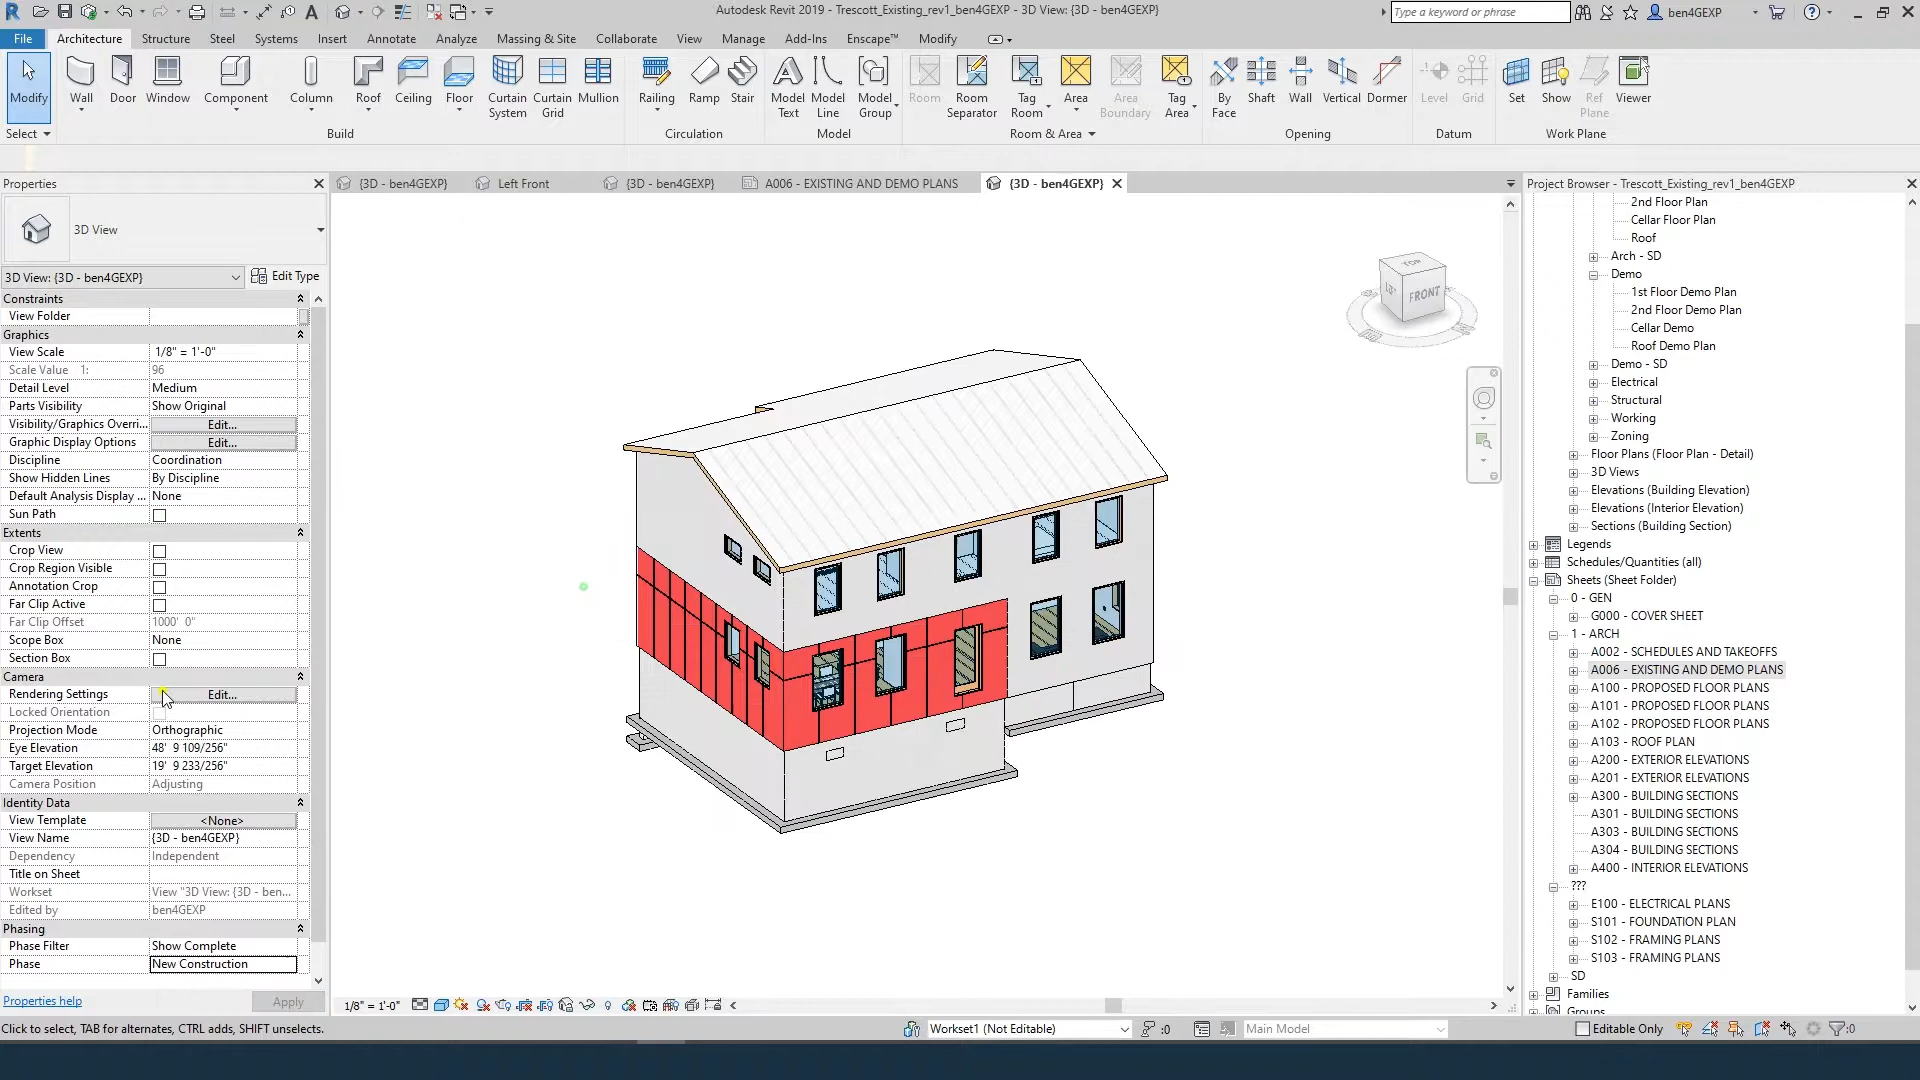 Autodesk Revit 2019 - Trescott_Existing_rev1_ben4GEXP - 3D View: {3D - ben4GEXP}
Type a keyword or phrase
ben4GEXP
File Architecture Structure Steel Systems Insert Annotate Analyze Massing & Site Collaborate View Manage Add-Ins Enscape™ Modify
Modify Wall Door Window Component Column Roof Ceiling Floor Curtain System Curtain Grid Mullion Railing Ramp Stair Model Text Model Line Model Group Room Room Separator Tag Room Area Area Boundary Tag Area By Face Shaft Wall Vertical Dormer Level Grid Set Show Ref Plane Viewer
Select Build Circulation Model Room & Area Opening Datum Work Plane
Properties
3D View
3D View: {3D - ben4GEXP} Edit Type
Constraints
View Folder
Graphics
View Scale 1/8" = 1'-0"
Scale Value 1: 96
Detail Level Medium
Parts Visibility Show Original
Visibility/Graphics Overri... Edit...
Graphic Display Options Edit...
Discipline Coordination
Show Hidden Lines By Discipline
Default Analysis Display ... None
Sun Path
Extents
Crop View
Crop Region Visible
Annotation Crop
Far Clip Active
Far Clip Offset 1000' 0"
Scope Box None
Section Box
Camera
Rendering Settings Edit...
Locked Orientation
Projection Mode Orthographic
Eye Elevation 48' 9 109/256"
Target Elevation 19' 9 233/256"
Camera Position Adjusting
Identity Data
View Template <None>
View Name {3D - ben4GEXP}
Dependency Independent
Title on Sheet
Workset View "3D View: {3D - ben...
Edited by ben4GEXP
Phasing
Phase Filter Show Complete
Phase New Construction
Properties help Apply
{3D - ben4GEXP} Left Front {3D - ben4GEXP} A006 - EXISTING AND DEMO PLANS {3D - ben4GEXP}
TOP
FRONT
1/8" = 1'-0"
Project Browser - Trescott_Existing_rev1_ben4GEXP
2nd Floor Plan
Cellar Floor Plan
Roof
Arch - SD
Demo
1st Floor Demo Plan
2nd Floor Demo Plan
Cellar Demo
Roof Demo Plan
Demo - SD
Electrical
Structural
Working
Zoning
Floor Plans (Floor Plan - Detail)
3D Views
Elevations (Building Elevation)
Elevations (Interior Elevation)
Sections (Building Section)
Legends
Schedules/Quantities (all)
Sheets (Sheet Folder)
0 - GEN
G000 - COVER SHEET
1 - ARCH
A002 - SCHEDULES AND TAKEOFFS
A006 - EXISTING AND DEMO PLANS
A100 - PROPOSED FLOOR PLANS
A101 - PROPOSED FLOOR PLANS
A102 - PROPOSED FLOOR PLANS
A103 - ROOF PLAN
A200 - EXTERIOR ELEVATIONS
A201 - EXTERIOR ELEVATIONS
A300 - BUILDING SECTIONS
A301 - BUILDING SECTIONS
A303 - BUILDING SECTIONS
A304 - BUILDING SECTIONS
A400 - INTERIOR ELEVATIONS
???
E100 - ELECTRICAL PLANS
S101 - FOUNDATION PLAN
S102 - FRAMING PLANS
S103 - FRAMING PLANS
SD
Families
Groups
Click to select, TAB for alternates, CTRL adds, SHIFT unselects.
Workset1 (Not Editable) :0 Main Model Editable Only :0